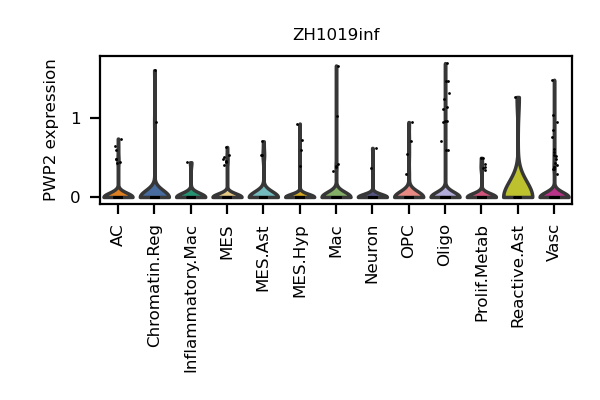 ZH1019inf
PWP2 expression
1
0
AC
Chromatin.Reg
Inflammatory.Mac
MES
MES.Ast
MES.Hyp
Mac
Neuron
OPC
Oligo
Prolif.Metab
Reactive.Ast
Vasc